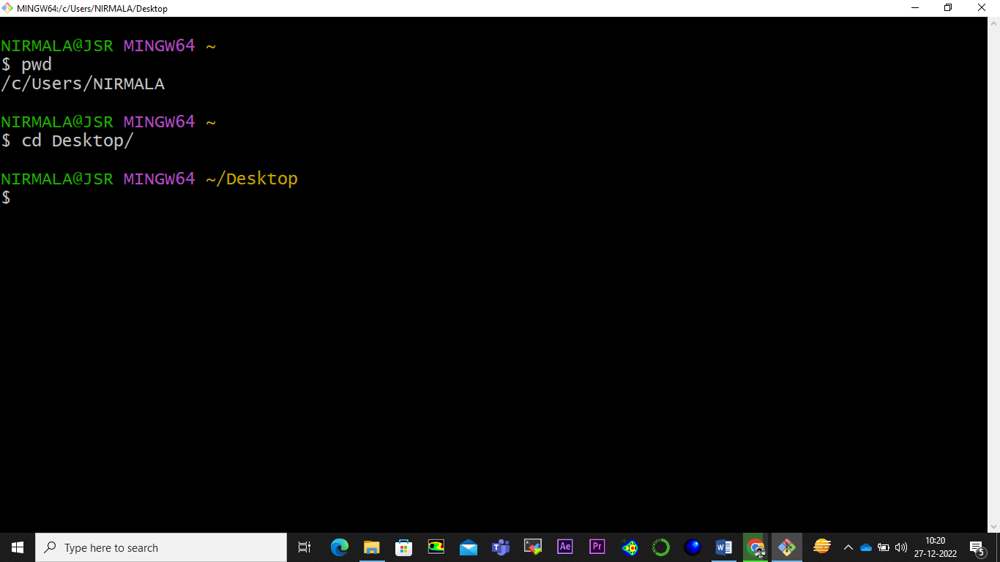 MINGW64:/c/Users/NIRMALA/Desktop
NIRMALA@JSR MINGW64 ~
$ pwd
/c/Users/NIRMALA
NIRMALA@JSR MINGW64 ~
$ cd Desktop/
NIRMALA@JSR MINGW64 ~/Desktop
$
Type here to search
Ae
Pr
10:20
27-12-2022
5